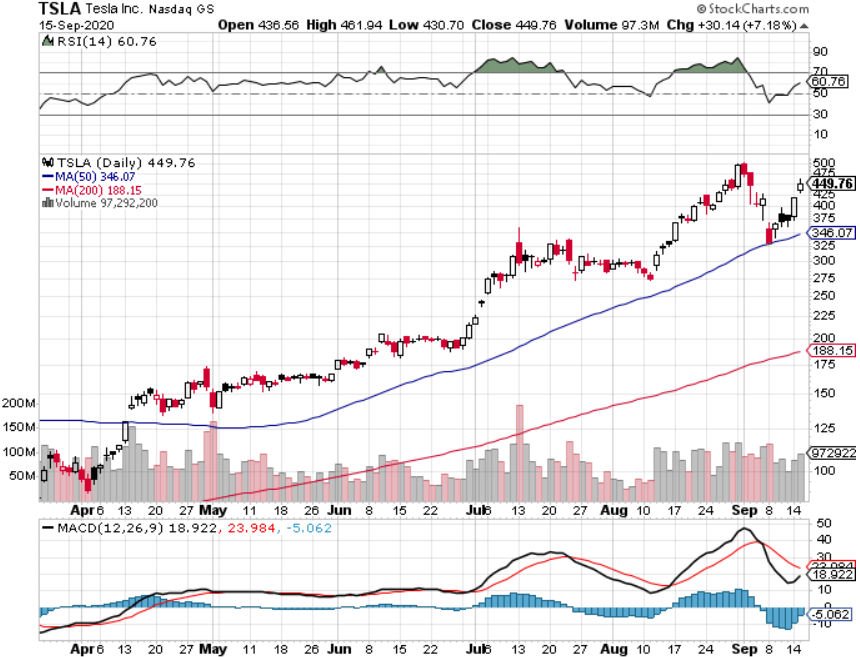 TSLA Tesla Inc. Nasdaq GS © StockCharts.com
15-Sep-2020 Open 436.56 High 461.94 Low 430.70 Close 449.76 Volume 97.3M Chg +30.14 (+7.18%)
RSI(14) 60.76
90
70
60.76
50
30
10
TSLA (Daily) 449.76
MA(50) 346.07
MA(200) 188.15
Volume 97,292,200
500
475
449.76
425
400
375
346.07
325
300
275
250
225
200
188.15
175
150
125
972922
100
200M
150M
100M
50M
Apr 6 13 20 27 May 11 18 26 Jun 8 15 22 Jul 6 13 20 27 Aug 10 17 24 Sep 8 14
MACD(12,26,9) 18.922, 23.984, -5.062
50
40
30
23.984
18.922
10
0
-5.062
-10
Apr 6 13 20 27 May 11 18 26 Jun 8 15 22 Jul 6 13 20 27 Aug 10 17 24 Sep 8 14